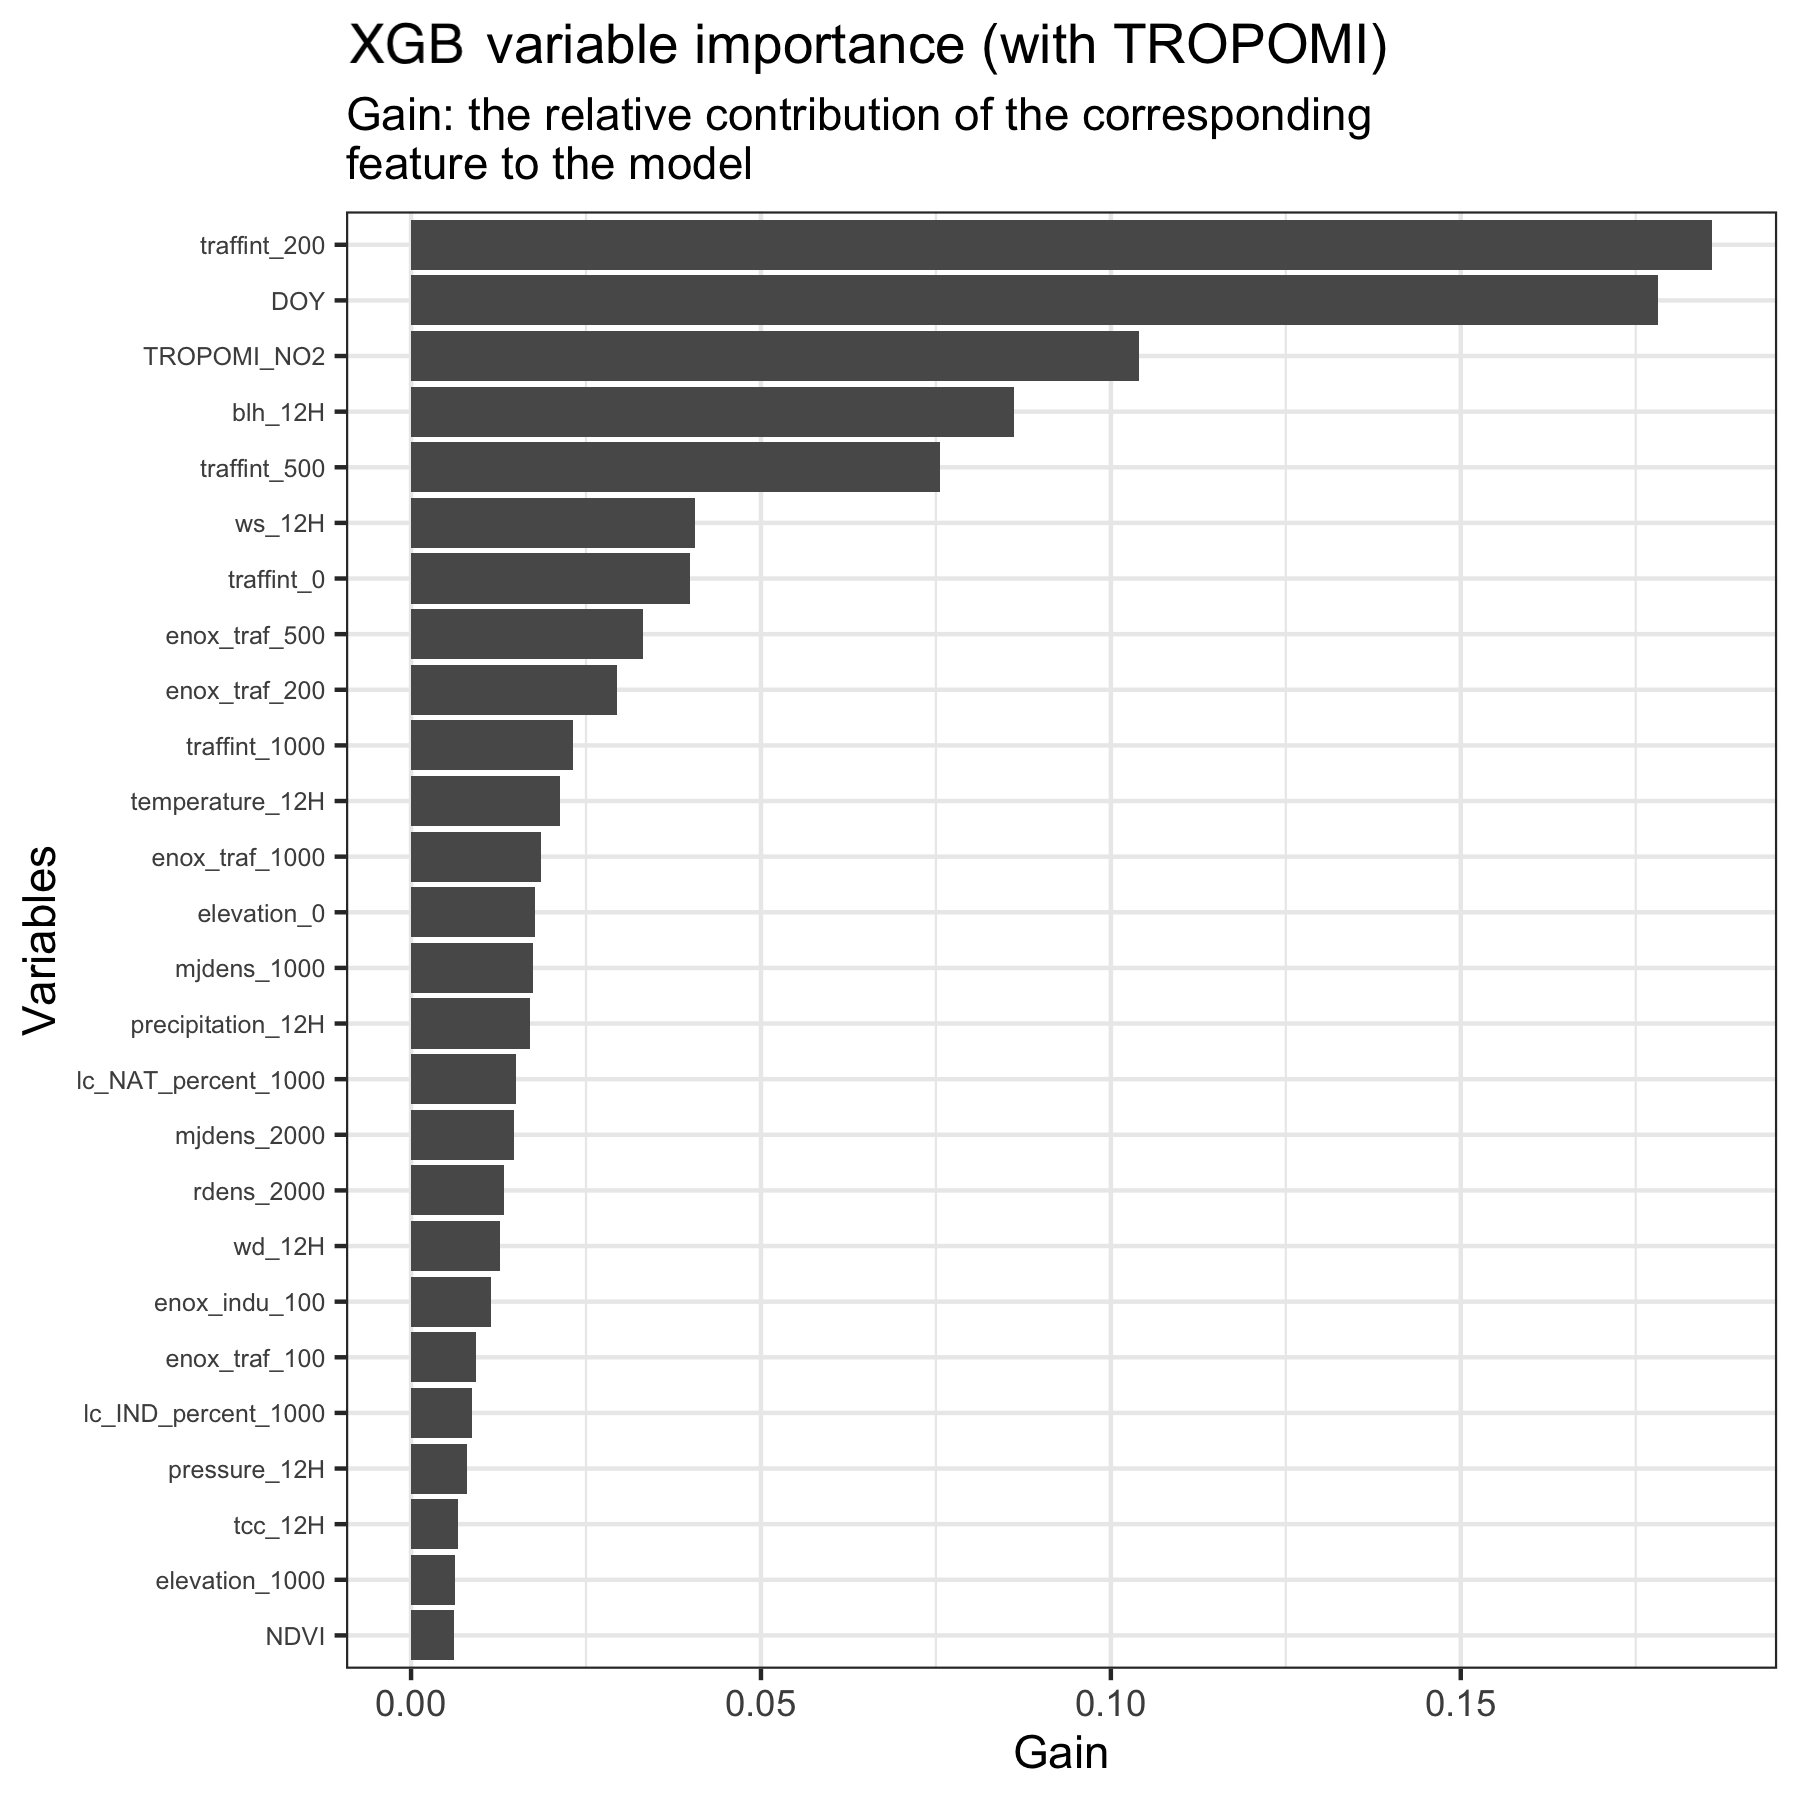 XGB variable importance (with TROPOMI)
Gain: the relative contribution of the corresponding
feature to the model
traffint_200
DOY
TROPOMI_NO2
blh_12H
traffint_500
ws_12H
traffint_0
enox_traf_500
enox_traf_200
traffint_1000
temperature_12H
enox_traf_1000
elevation_0
mjdens_1000
precipitation_12H
lc_NAT_percent_1000
mjdens_2000
rdens_2000
wd_12H
enox_indu_100
enox_traf_100
lc_IND_percent_1000
pressure_12H
tcc_12H
elevation_1000
NDVI
Variables
0.00 0.05 0.10 0.15
Gain